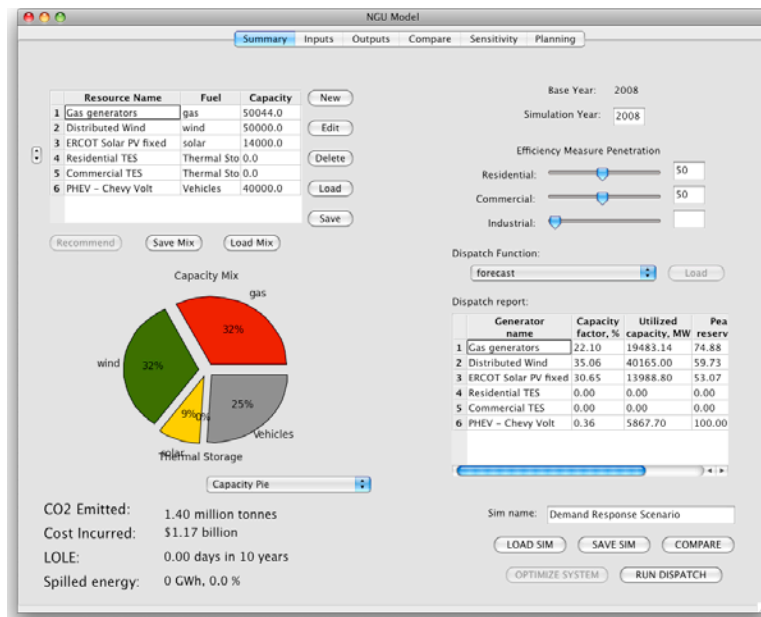 NGU Model
Summary Inputs Outputs Compare Sensitivity Planning
Resource Name Fuel Capacity
1 Gas generators gas 50044.0
2 Distributed Wind wind 50000.0
3 ERCOT Solar PV fixed solar 14000.0
4 Residential TES Thermal Sto 0.0
5 Commercial TES Thermal Sto 0.0
6 PHEV - Chevy Volt Vehicles 40000.0
New
Edit
Delete
Load
Save
Recommend Save Mix Load Mix
Capacity Mix
gas
32%
wind
32%
25%
Vehicles
9%
0%
solar
Thermal Storage
Capacity Pie
CO2 Emitted: 1.40 million tonnes
Cost Incurred: $1.17 billion
LOLE: 0.00 days in 10 years
Spilled energy: 0 GWh, 0.0 %
Base Year: 2008
Simulation Year: 2008
Efficiency Measure Penetration
Residential: 50
Commercial: 50
Industrial:
Dispatch Function:
forecast Load
Dispatch report:
Generator name Capacity factor, % Utilized capacity, MW Pea reserv
1 Gas generators 22.10 19483.14 74.88
2 Distributed Wind 35.06 40165.00 59.73
3 ERCOT Solar PV fixed 30.65 13988.80 53.07
4 Residential TES 0.00 0.00 0.00
5 Commercial TES 0.00 0.00 0.00
6 PHEV - Chevy Volt 0.36 5867.70 100.00
Sim name: Demand Response Scenario
LOAD SIM SAVE SIM COMPARE
OPTIMIZE SYSTEM RUN DISPATCH